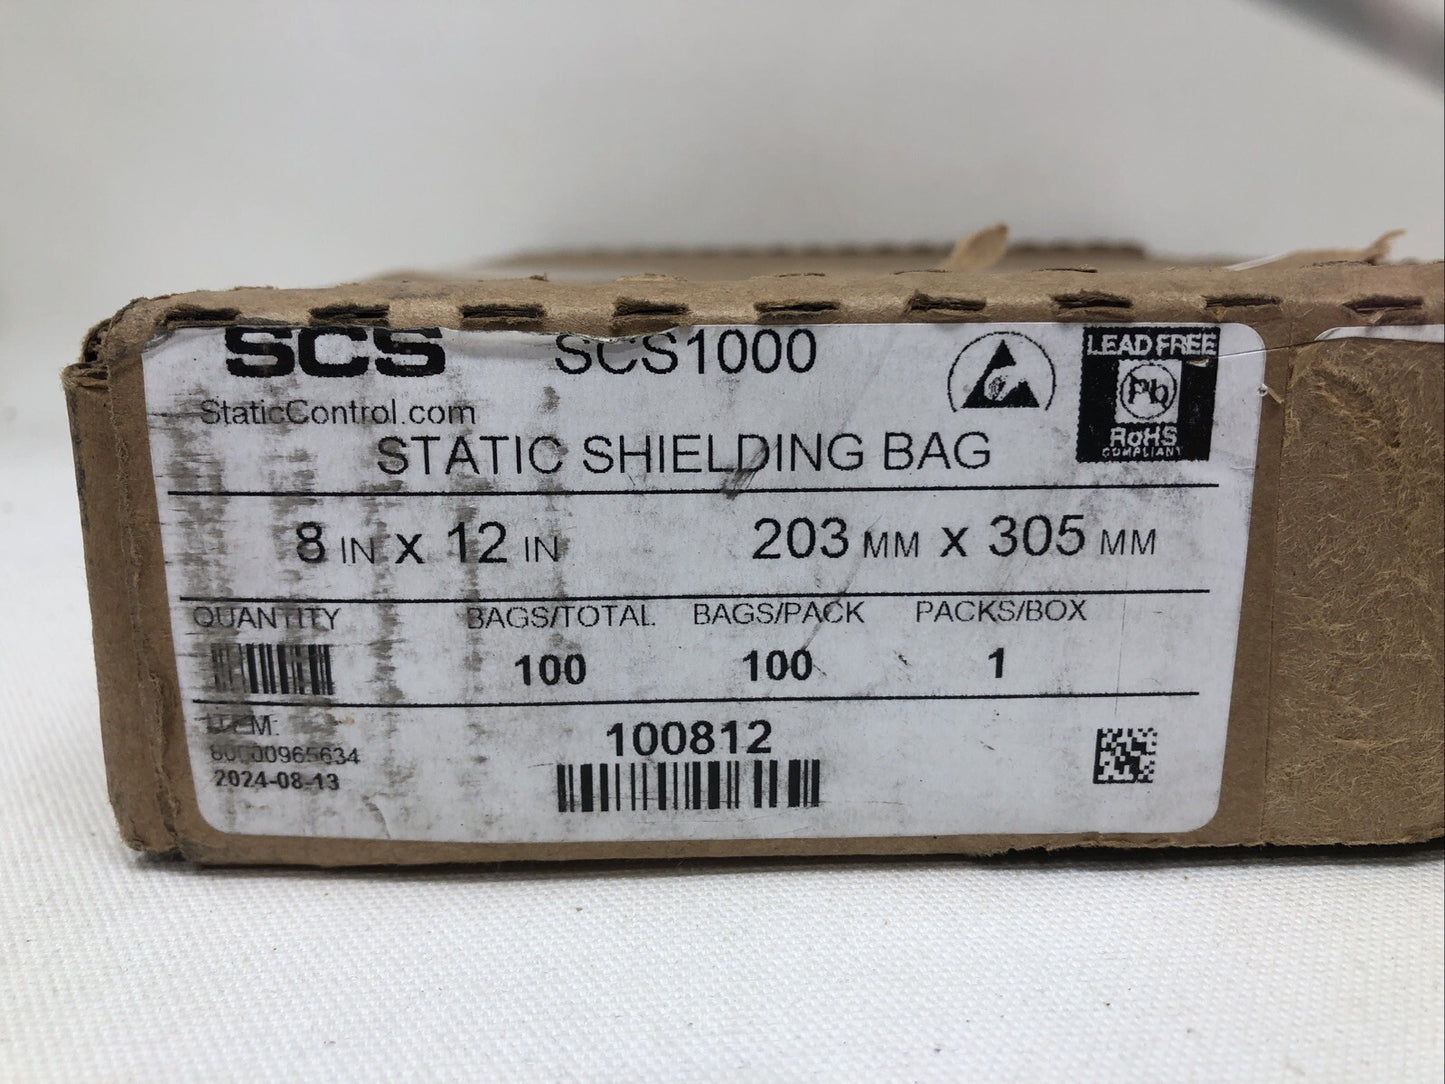 SCS SCS1000
StaticControl.com
STATIC SHIELDING BAG
LEAD FREE
Pb
RoHS
COMPLIANT
8 IN X 12 IN 203 MM X 305 MM
QUANTITY BAGS/TOTAL BAGS/PACK PACKS/BOX
100 100 1
ITEM: 100812
2024-08-13